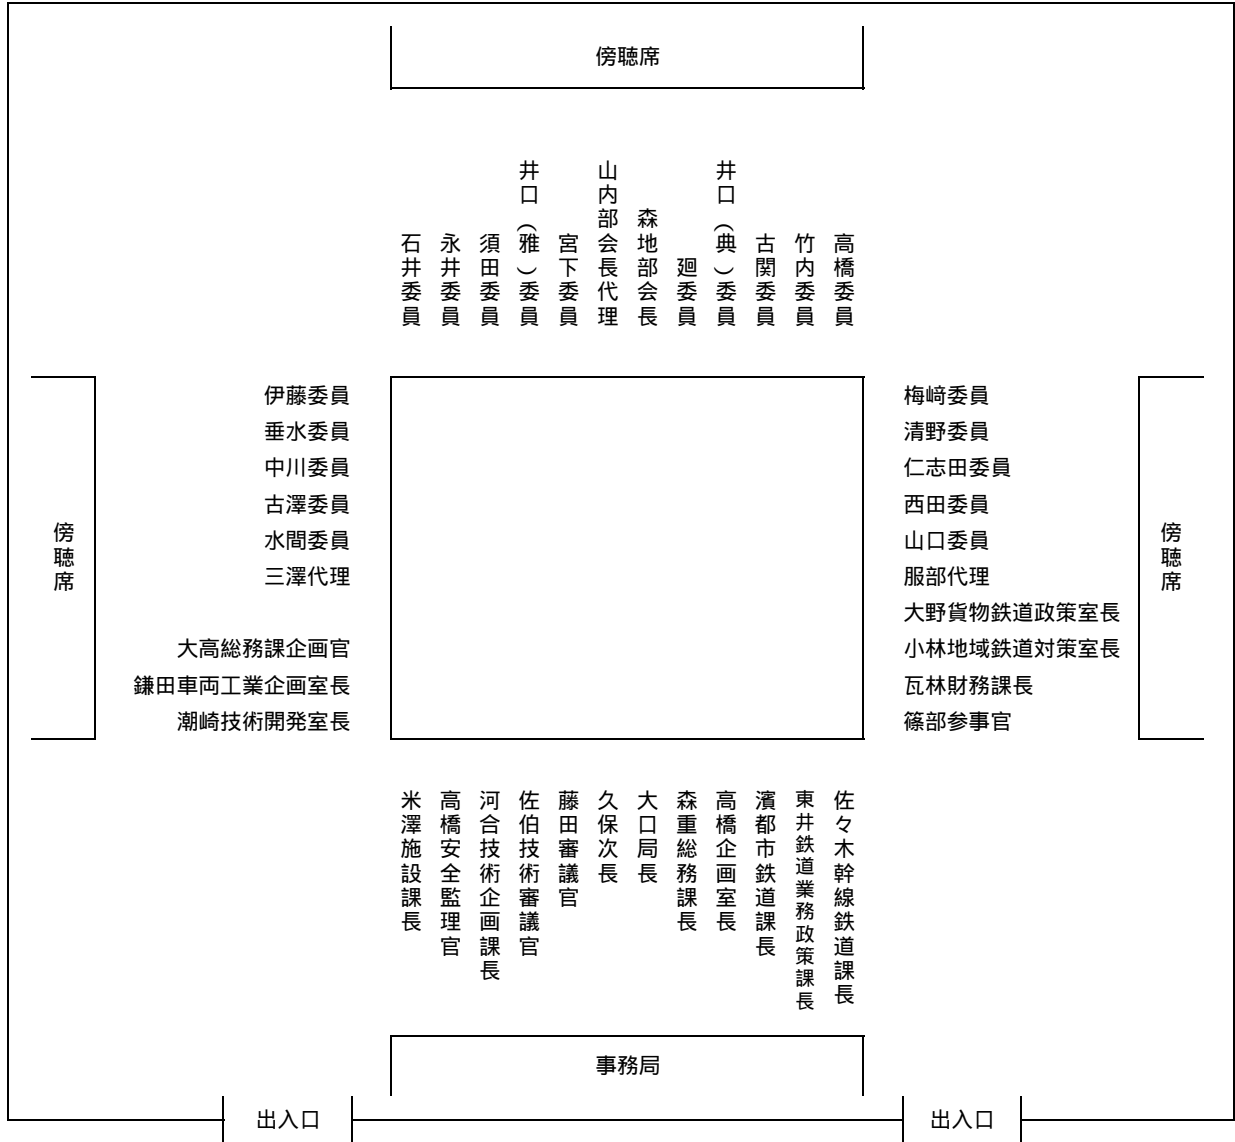 傍聴席
石井委員
永井委員
須田委員
井口(雅)委員
宮下委員
山内部会長代理
森地部会長
廻委員
井口(典)委員
古関委員
竹内委員
高橋委員
傍聴席
伊藤委員
垂水委員
中川委員
古澤委員
水間委員
三澤代理
大高総務課企画官
鎌田車両工業企画室長
潮崎技術開発室長
梅﨑委員
清野委員
仁志田委員
西田委員
山口委員
服部代理
大野貨物鉄道政策室長
小林地域鉄道対策室長
瓦林財務課長
篠部参事官
傍聴席
米澤施設課長
高橋安全監理官
河合技術企画課長
佐伯技術審議官
藤田審議官
久保次長
大口局長
森重総務課長
高橋企画室長
濱都市鉄道課長
東井鉄道業務政策課長
佐々木幹線鉄道課長
事務局
出入口
出入口